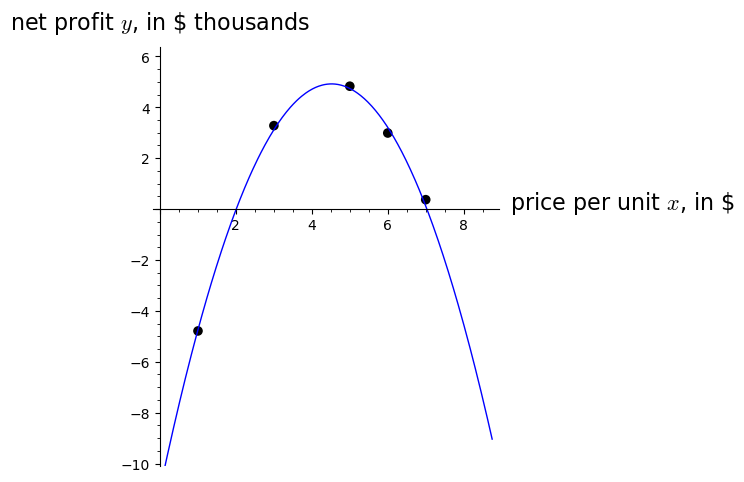 net profit y, in $ thousands
6
4
2
price per unit x, in $
2 4 6 8
−2
−4
−6
−8
−10